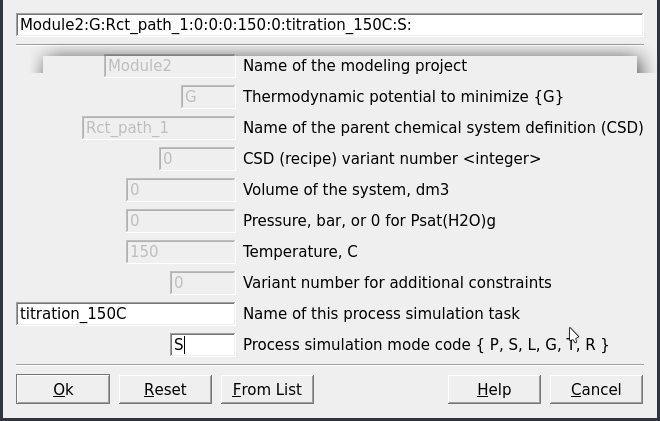 Module2:G:Rct_path_1:0:0:0:150:0:titration_150C:S:
Module2 Name of the modeling project
G Thermodynamic potential to minimize {G}
Rct_path_1 Name of the parent chemical system definition (CSD)
0 CSD (recipe) variant number <integer>
0 Volume of the system, dm3
0 Pressure, bar, or 0 for Psat(H2O)g
150 Temperature, C
0 Variant number for additional constraints
titration_150C Name of this process simulation task
S Process simulation mode code { P, S, L, G, T, R }
Ok Reset From List Help Cancel